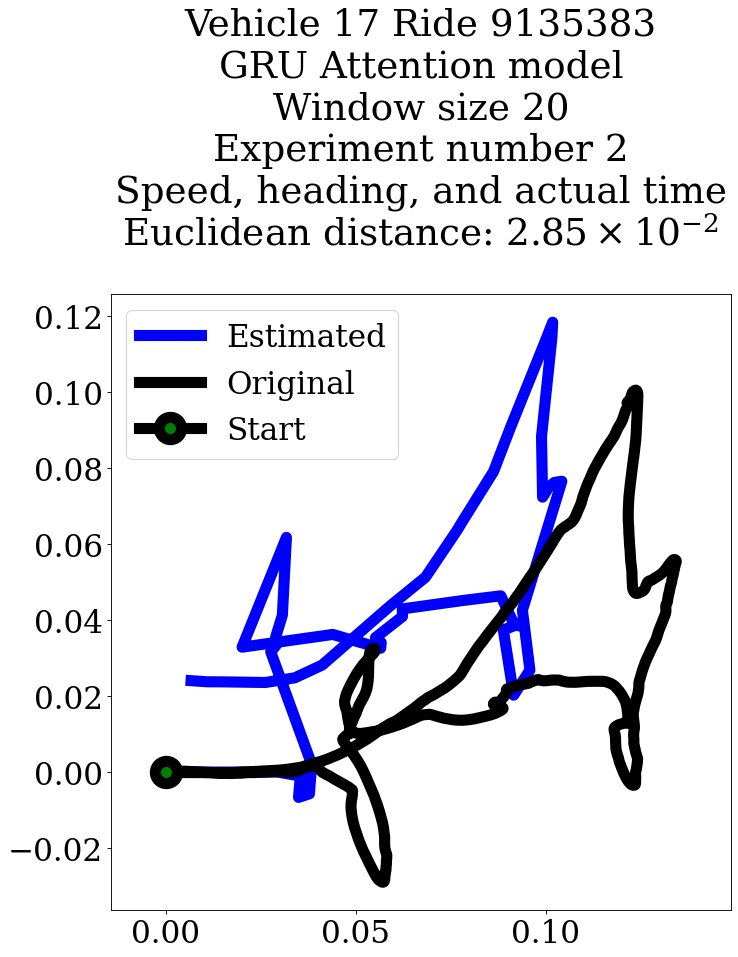 Vehicle 17 Ride 9135383
GRU Attention model
Window size 20
Experiment number 2
Speed, heading, and actual time
Euclidean distance: 2.85 × 10⁻²
Estimated
Original
Start
0.12
0.10
0.08
0.06
0.04
0.02
0.00
−0.02
0.00 0.05 0.10